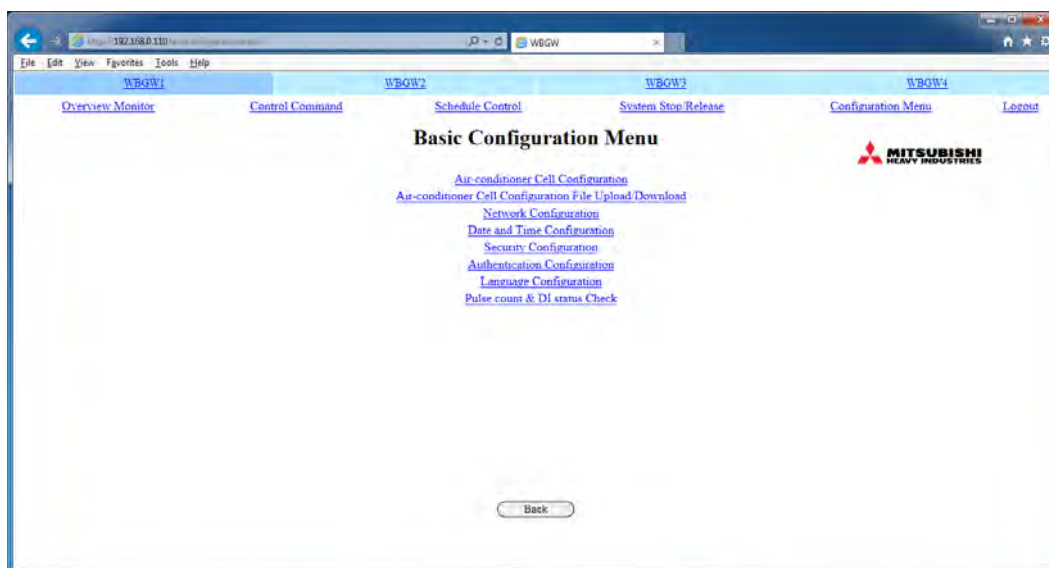 192.168.0.110
WBGW
File Edit View Favorites Tools Help
WBGW1 WBGW2 WBGW3 WBGW4
Overview Monitor Control Command Schedule Control System Stop/Release Configuration Menu Logout
Basic Configuration Menu
MITSUBISHI
HEAVY INDUSTRIES
Air-conditioner Cell Configuration
Air-conditioner Cell Configuration File Upload/Download
Network Configuration
Date and Time Configuration
Security Configuration
Authentication Configuration
Language Configuration
Pulse count & DI status Check
Back